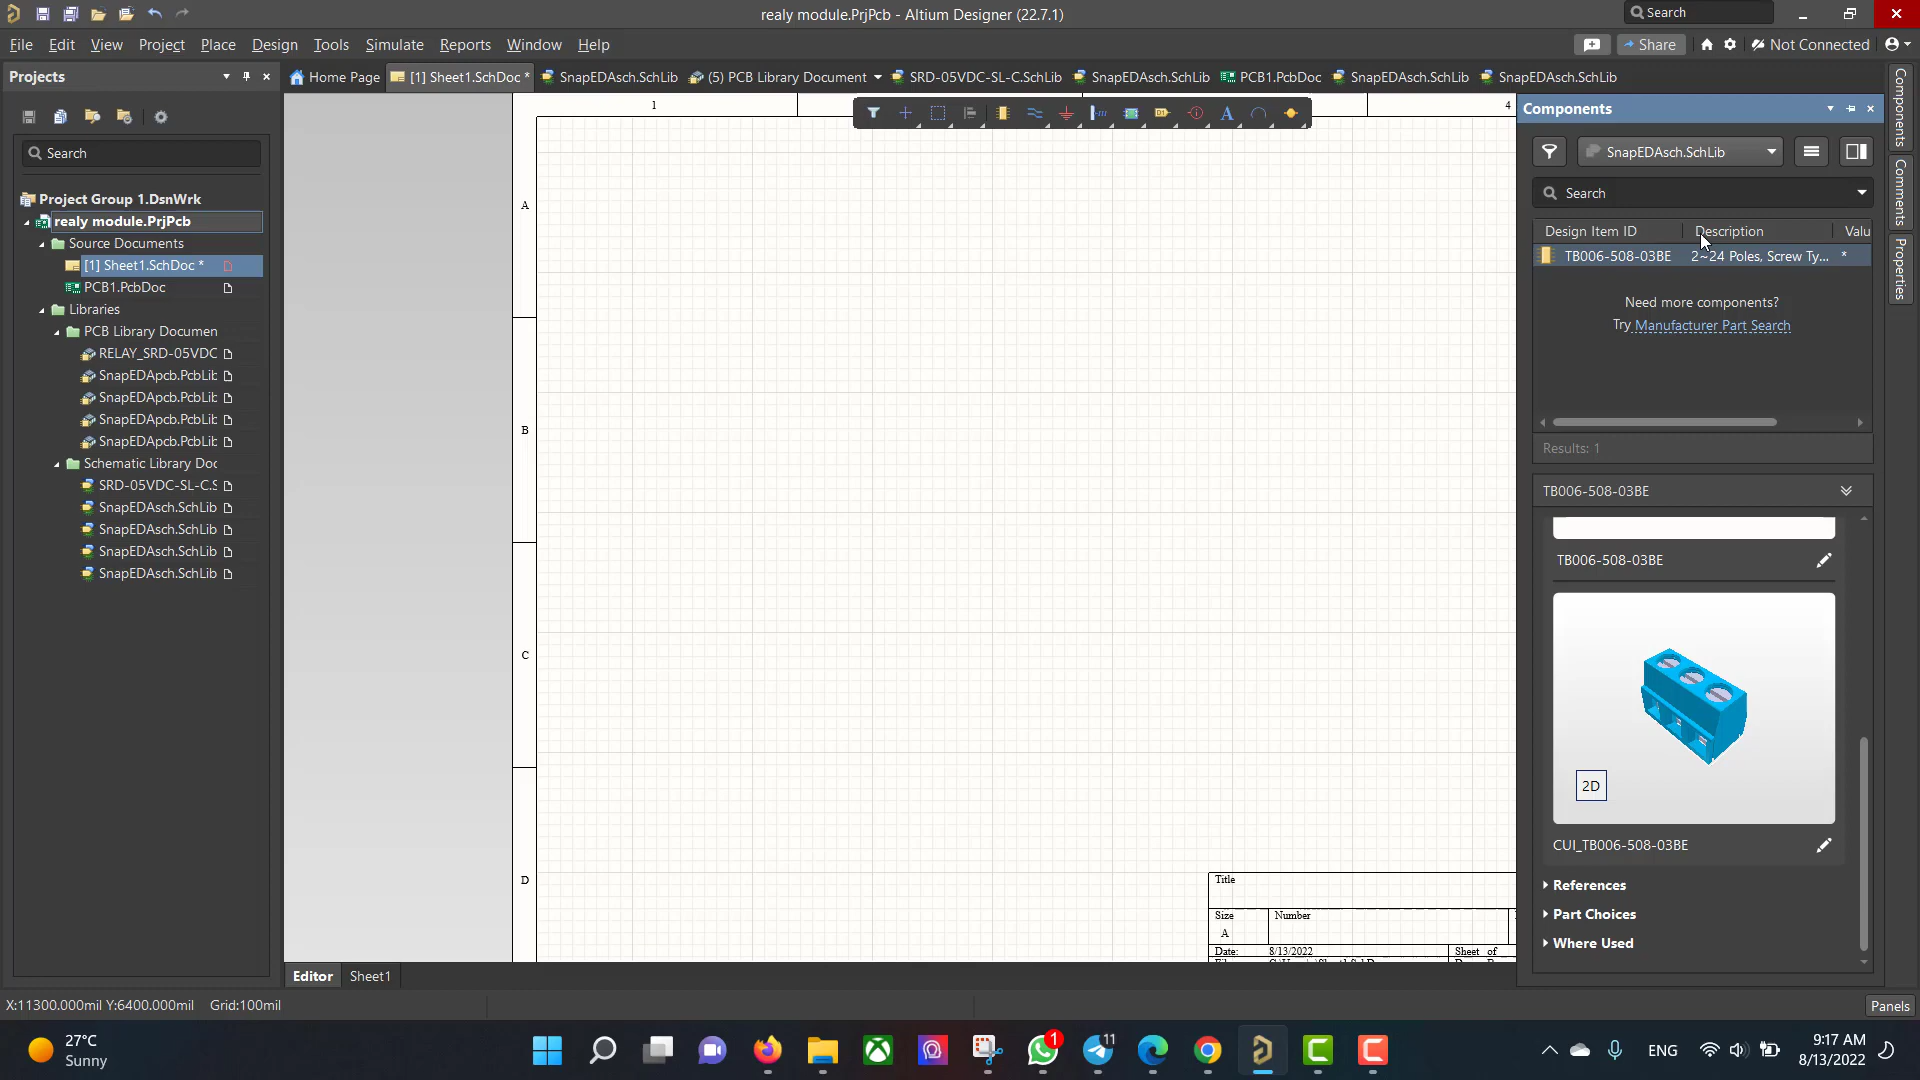 realy module.PrjPcb - Altium Designer (22.7.1)
Search
File Edit View Project Place Design Tools Simulate Reports Window Help
Share
Not Connected
Projects
Home Page
[1] Sheet1.SchDoc *
SnapEDAsch.SchLib
(5) PCB Library Document
SRD-05VDC-SL-C.SchLib
SnapEDAsch.SchLib
PCB1.PcbDoc
SnapEDAsch.SchLib
SnapEDAsch.SchLib
Search
Project Group 1.DsnWrk
realy module.PrjPcb
Source Documents
[1] Sheet1.SchDoc *
PCB1.PcbDoc
Libraries
PCB Library Documen
RELAY_SRD-05VDC
SnapEDApcb.PcbLib
SnapEDApcb.PcbLib
SnapEDApcb.PcbLib
SnapEDApcb.PcbLib
Schematic Library Doc
SRD-05VDC-SL-C.S
SnapEDAsch.SchLib
SnapEDAsch.SchLib
SnapEDAsch.SchLib
SnapEDAsch.SchLib
1
4
A
B
C
D
Title
Size
Number
A
Date:
8/13/2022
Sheet of
Editor
Sheet1
Components
SnapEDAsch.SchLib
Search
Design Item ID
Description
Valu
TB006-508-03BE
2~24 Poles, Screw Ty...
*
Need more components?
Try Manufacturer Part Search
Results: 1
TB006-508-03BE
TB006-508-03BE
2D
CUI_TB006-508-03BE
References
Part Choices
Where Used
Components
Comments
Properties
X:11300.000mil Y:6400.000mil
Grid:100mil
Panels
27°C
Sunny
1
11
ENG
9:17 AM
8/13/2022